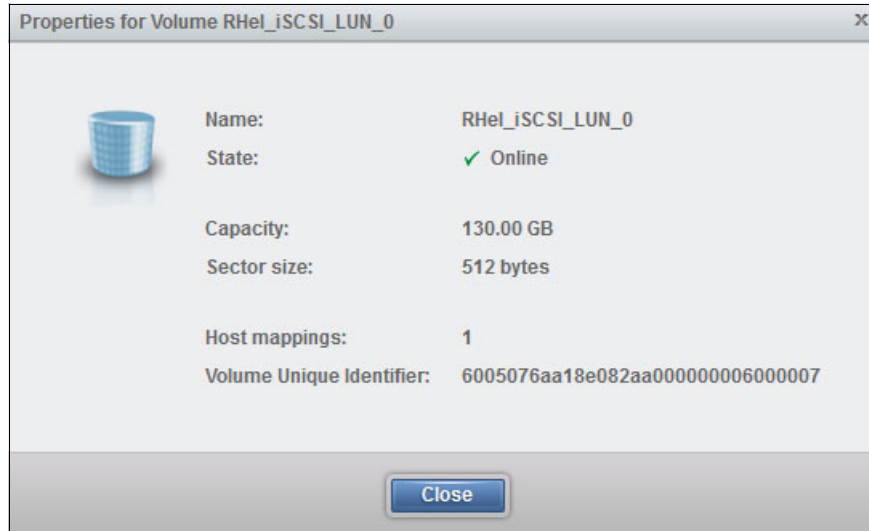 Properties for Volume RHel_iSCSI_LUN_0 x
Name: RHel_iSCSI_LUN_0
State: ✓ Online
Capacity: 130.00 GB
Sector size: 512 bytes
Host mappings: 1
Volume Unique Identifier: 6005076aa18e082aa000000006000007
Close